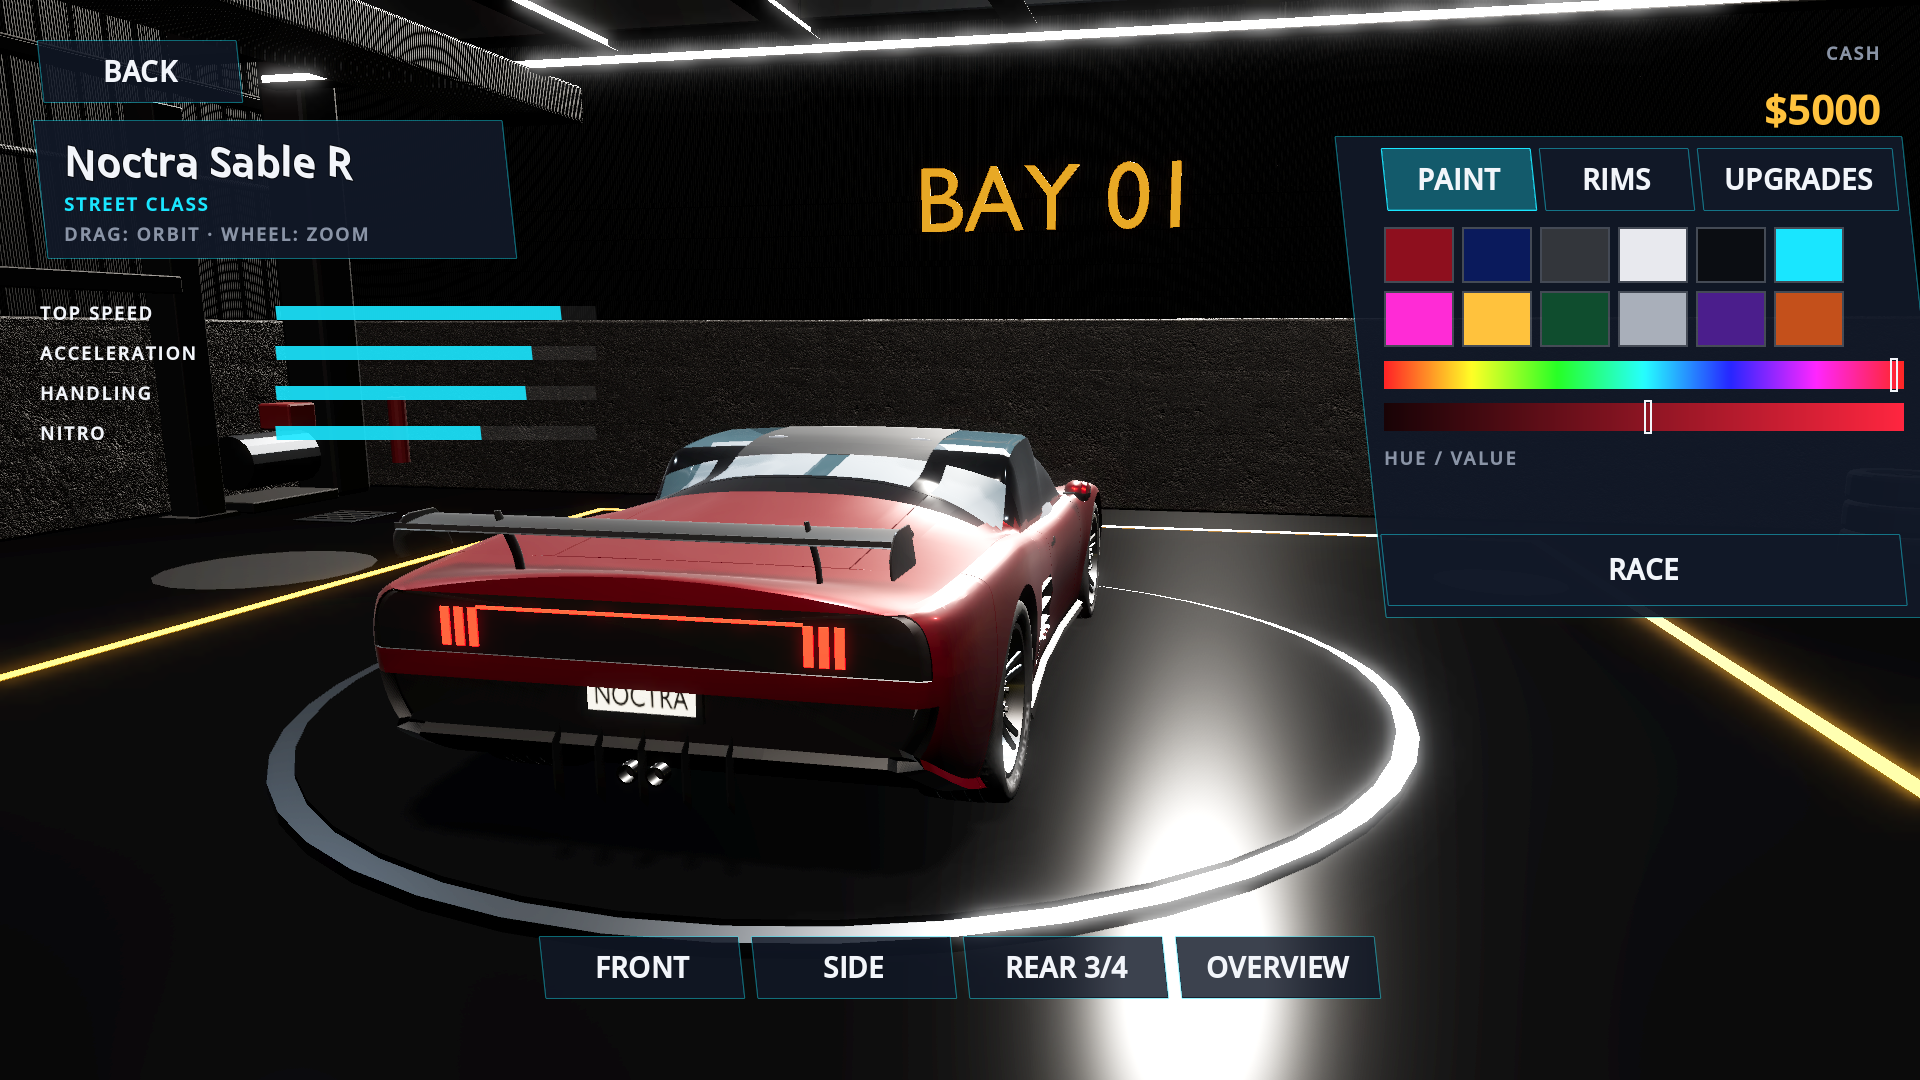 BACK
CASH
$5000
Noctra Sable R
STREET CLASS
DRAG: ORBIT · WHEEL: ZOOM
BAY 01
PAINT
RIMS
UPGRADES
TOP SPEED
ACCELERATION
HANDLING
NITRO
HUE / VALUE
RACE
NOCTRA
FRONT
SIDE
REAR 3/4
OVERVIEW